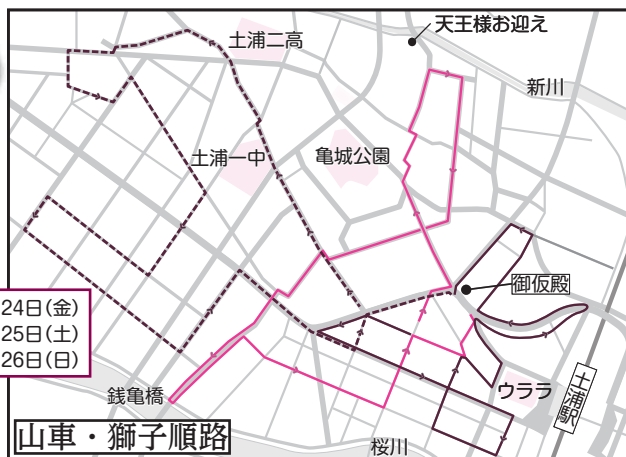 天王様お迎え
土浦二高
新川
土浦一中
亀城公園
御仮殿
24日(金)
25日(土)
26日(日)
ウララ
土浦駅
銭亀橋
山車・獅子順路
桜川